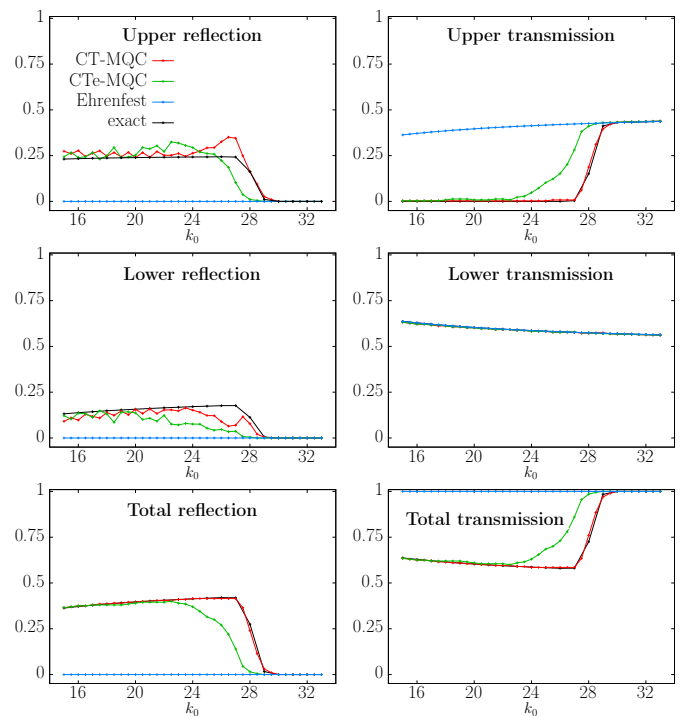 1
Upper reflection
CT-MQC
CTe-MQC
Ehrenfest
exact
0.75
0.5
0.25
0
16 20 24 28 32
k0
1
Upper transmission
0.75
0.5
0.25
0
16 20 24 28 32
k0
1
Lower reflection
0.75
0.5
0.25
0
16 20 24 28 32
k0
1
Lower transmission
0.75
0.5
0.25
0
16 20 24 28 32
k0
1
Total reflection
0.75
0.5
0.25
0
16 20 24 28 32
k0
1
Total transmission
0.75
0.5
0.25
0
16 20 24 28 32
k0